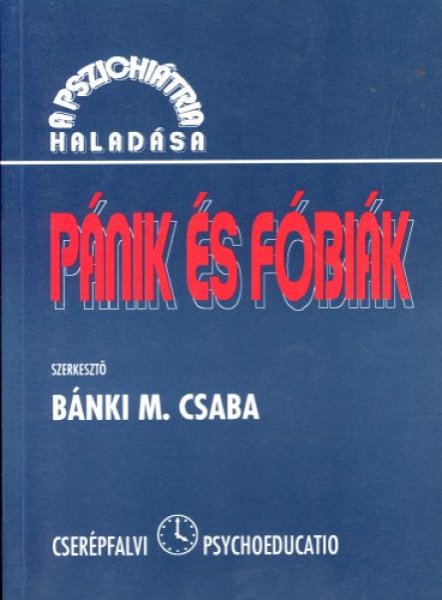 A PSZICHIÁTRIA
HALADÁSA
PÁNIK ÉS FÓBIÁK
SZERKESZTŐ
BÁNKI M. CSABA
CSERÉPFALVI PSYCHOEDUCATIO